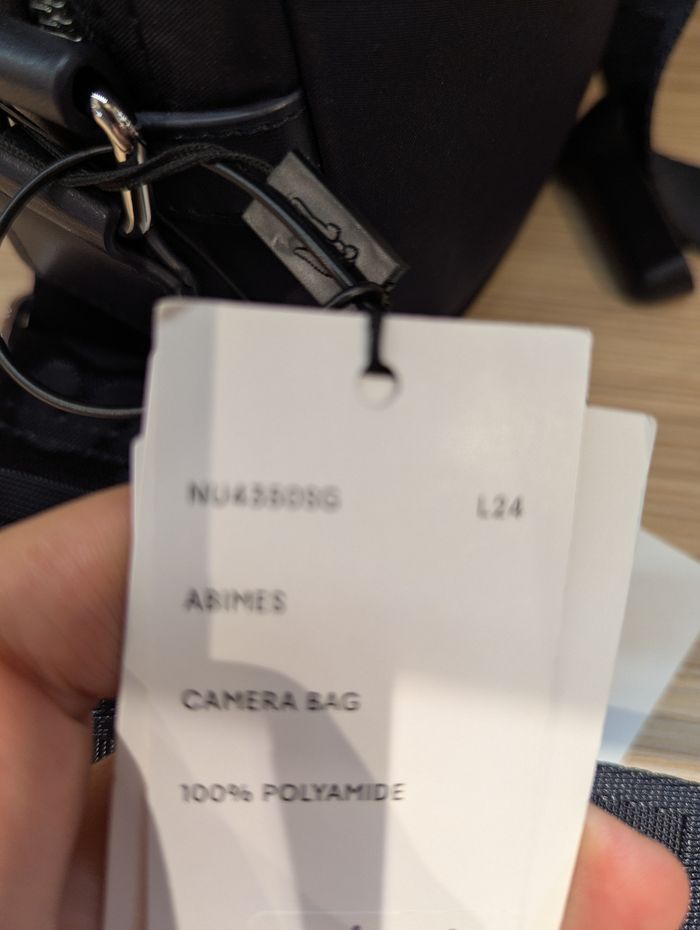 NU4350SG L24
ABIMES
CAMERA BAG
100% POLYAMIDE